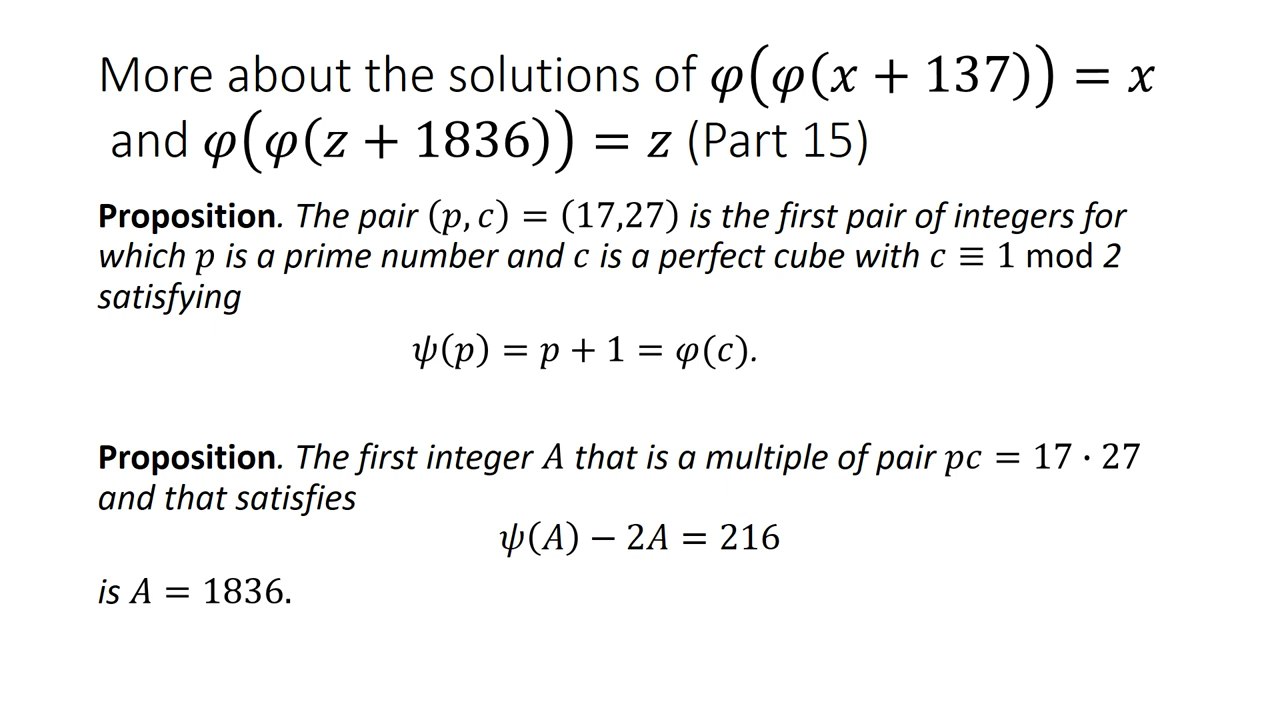 More about the solutions of 𝜑(𝜑(𝑥 + 137)) = 𝑥
and 𝜑(𝜑(𝑧 + 1836)) = 𝑧 (Part 15)
Proposition. The pair (𝑝, 𝑐) = (17,27) is the first pair of integers for
which 𝑝 is a prime number and 𝑐 is a perfect cube with 𝑐 ≡ 1 mod 2
satisfying
𝜓(𝑝) = 𝑝 + 1 = 𝜑(𝑐).
Proposition. The first integer 𝐴 that is a multiple of pair 𝑝𝑐 = 17 ∙ 27
and that satisfies
𝜓(𝐴) − 2𝐴 = 216
is 𝐴 = 1836.